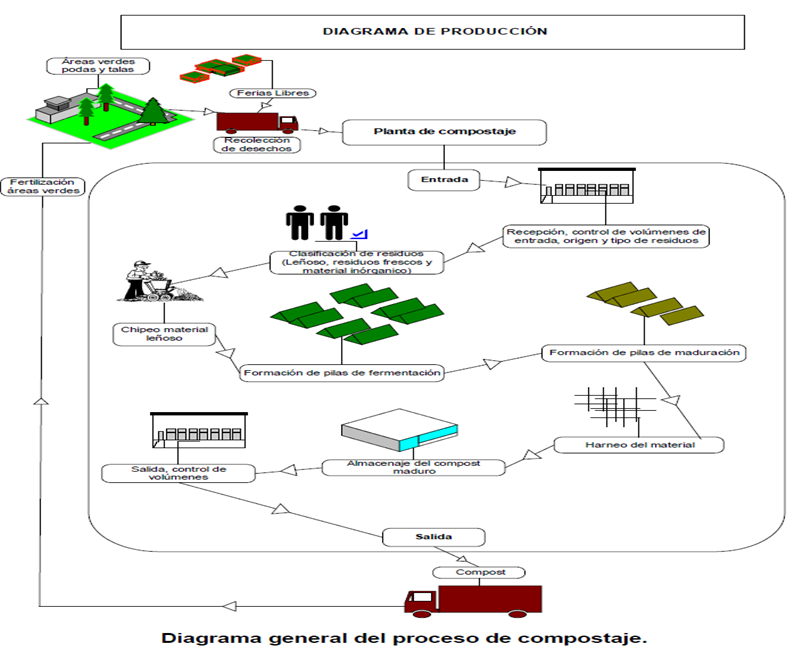 DIAGRAMA DE PRODUCCIÓN
Áreas verdes
podas y talas
Ferias Libres
Recolección
de desechos
Planta de compostaje
Entrada
Fertilización
áreas verdes
Recepción, control de volúmenes de
entrada, origen y tipo de residuos
Clasificación de residuos
(Leñoso, residuos frescos y
material inórganico)
Chipeo material
leñoso
Formación de pilas de fermentación
Formación de pilas de maduración
Harneo del material
Almacenaje del compost
maduro
Salida, control de
volúmenes
Salida
Compost
Diagrama general del proceso de compostaje.